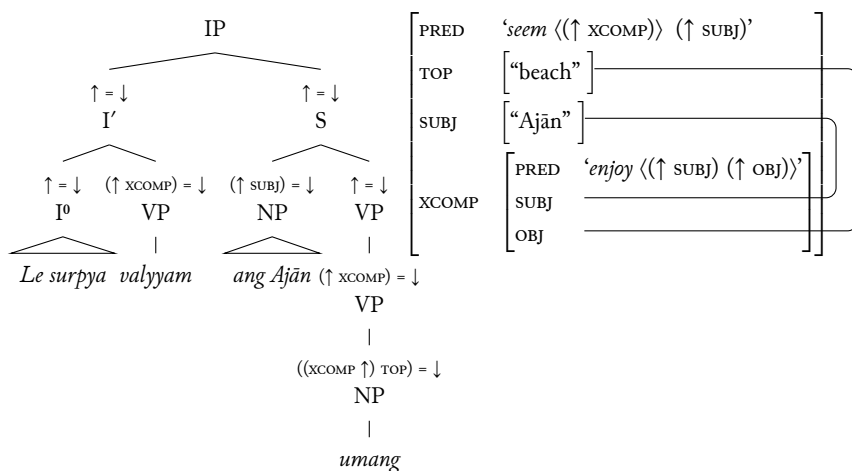 IP
↑ = ↓ ↑ = ↓
I′ S
↑ = ↓ (↑ XCOMP) = ↓ (↑ SUBJ) = ↓ ↑ = ↓
I⁰ VP NP VP
Le surpya valyyam ang Ajān (↑ XCOMP) = ↓
VP
((XCOMP ↑) TOP) = ↓
NP
umang
PRED ‘seem ⟨(↑ XCOMP)⟩ (↑ SUBJ)’
TOP [“beach”]
SUBJ [“Ajān”]
XCOMP
PRED ‘enjoy ⟨(↑ SUBJ) (↑ OBJ)⟩’
SUBJ
OBJ